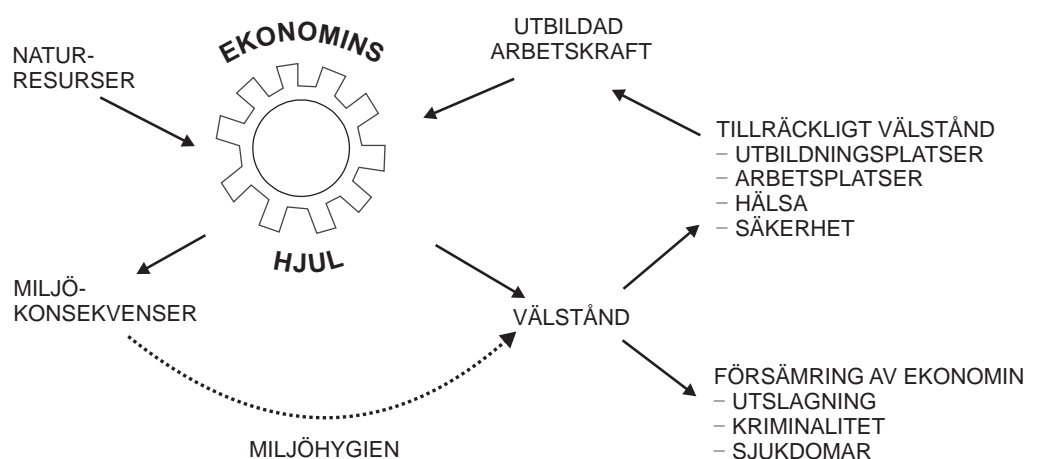 EKONOMINS
HJUL
NATUR-
RESURSER
UTBILDAD
ARBETSKRAFT
TILLRÄCKLIGT VÄLSTÅND
– UTBILDNINGSPLATSER
– ARBETSPLATSER
– HÄLSA
– SÄKERHET
MILJÖ-
KONSEKVENSER
VÄLSTÅND
FÖRSÄMRING AV EKONOMIN
– UTSLAGNING
– KRIMINALITET
– SJUKDOMAR
MILJÖHYGIEN